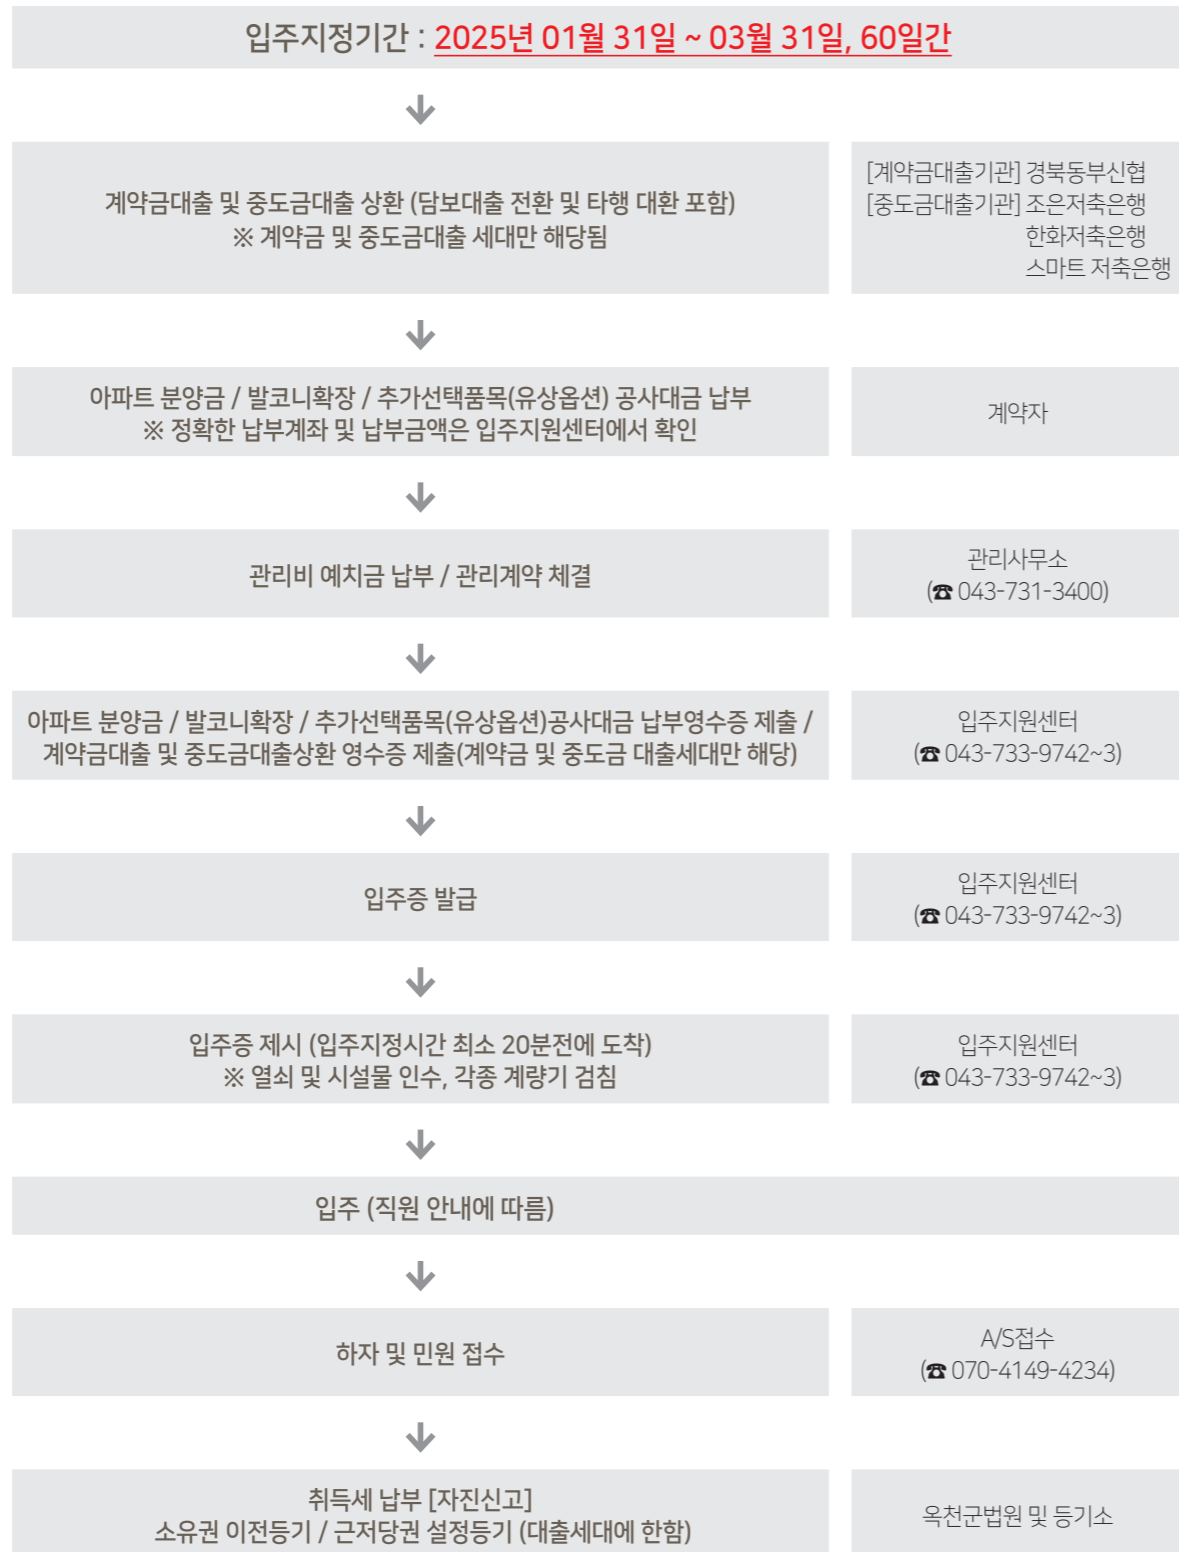 입주지정기간 : 2025년 01월 31일 ~ 03월 31일, 60일간
계약금대출 및 중도금대출 상환 (담보대출 전환 및 타행 대환 포함)
※ 계약금 및 중도금대출 세대만 해당됨
[계약금대출기관] 경북동부신협
[중도금대출기관] 조은저축은행
한화저축은행
스마트 저축은행
아파트 분양금 / 발코니확장 / 추가선택품목(유상옵션) 공사대금 납부
※ 정확한 납부계좌 및 납부금액은 입주지원센터에서 확인
계약자
관리비 예치금 납부 / 관리계약 체결
관리사무소
(☎ 043-731-3400)
아파트 분양금 / 발코니확장 / 추가선택품목(유상옵션)공사대금 납부영수증 제출 /
계약금대출 및 중도금대출상환 영수증 제출(계약금 및 중도금 대출세대만 해당)
입주지원센터
(☎ 043-733-9742~3)
입주증 발급
입주지원센터
(☎ 043-733-9742~3)
입주증 제시 (입주지정시간 최소 20분전에 도착)
※ 열쇠 및 시설물 인수, 각종 계량기 검침
입주지원센터
(☎ 043-733-9742~3)
입주 (직원 안내에 따름)
하자 및 민원 접수
A/S접수
(☎ 070-4149-4234)
취득세 납부 [자진신고]
소유권 이전등기 / 근저당권 설정등기 (대출세대에 한함)
옥천군법원 및 등기소